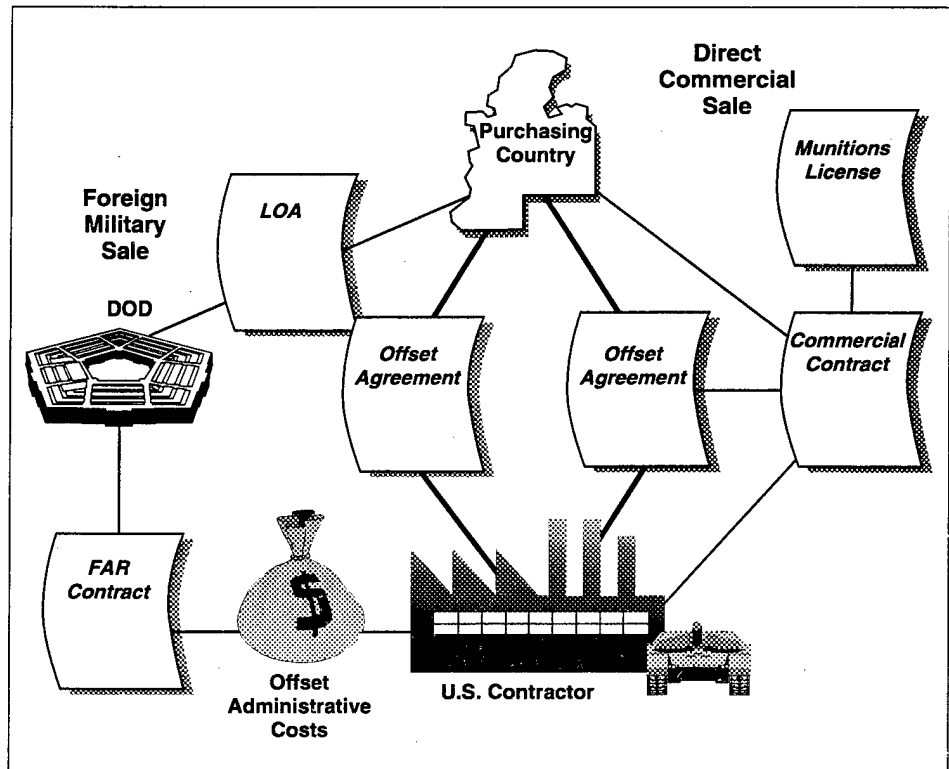 Direct
Commercial
Sale
Purchasing
Country
Munitions
License
Foreign
Military
Sale
LOA
DOD
Offset
Agreement
Offset
Agreement
Commercial
Contract
FAR
Contract
$
Offset
Administrative
Costs
U.S. Contractor